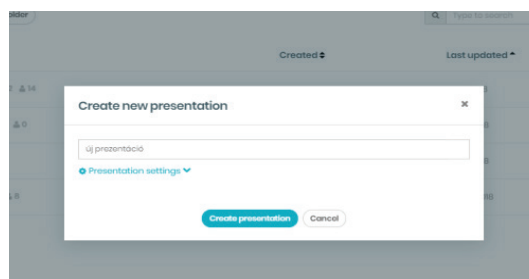 older
Type to search
Created
Last updated
14
Create new presentation
×
0
új prezentáció
Presentation settings
8
Create presentation
Cancel